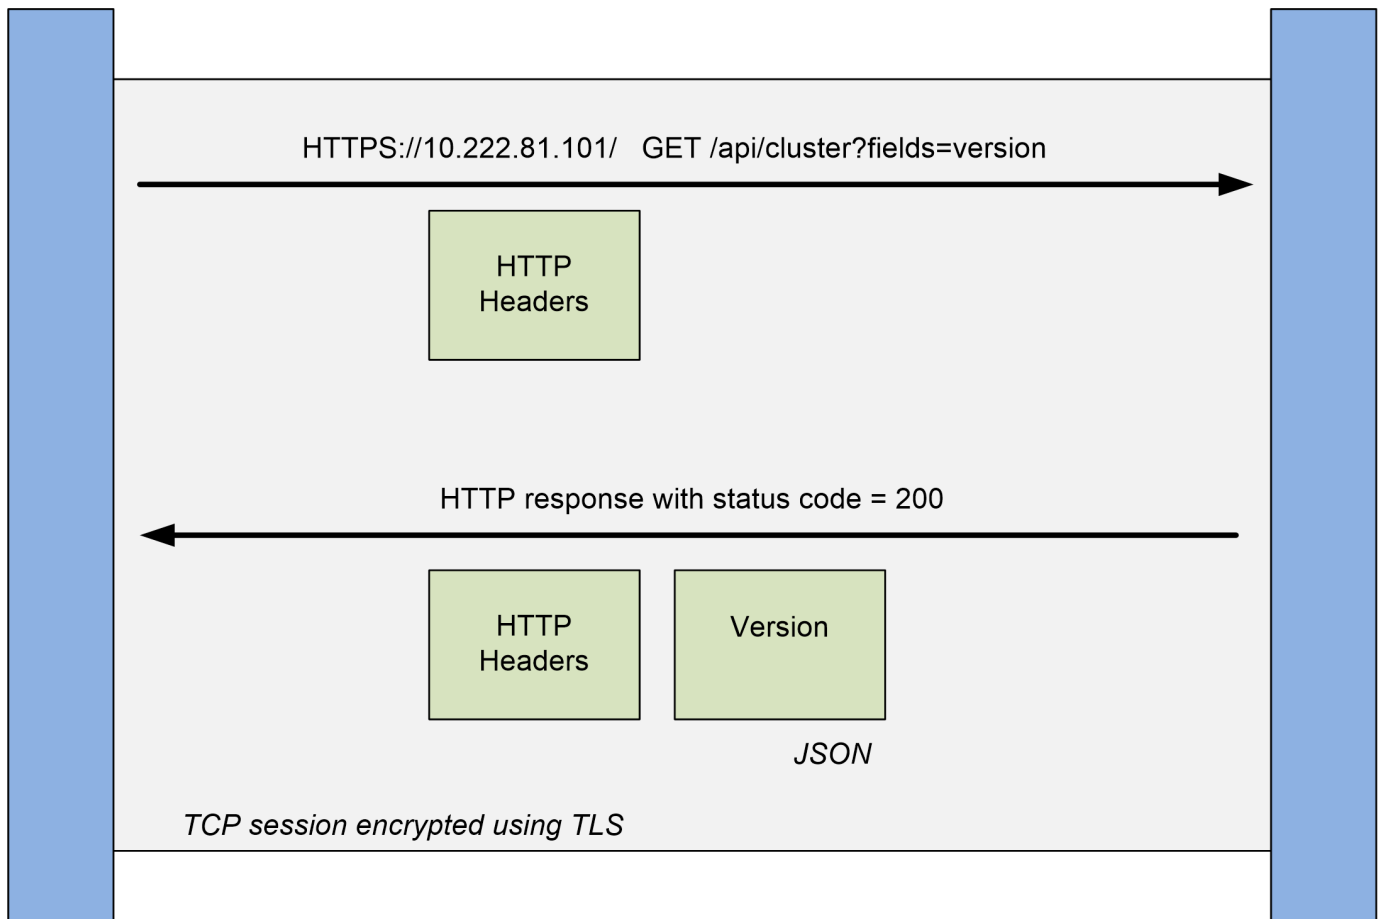 HTTPS://10.222.81.101/   GET /api/cluster?fields=version
HTTP
Headers
HTTP response with status code = 200
HTTP
Headers
Version
JSON
TCP session encrypted using TLS